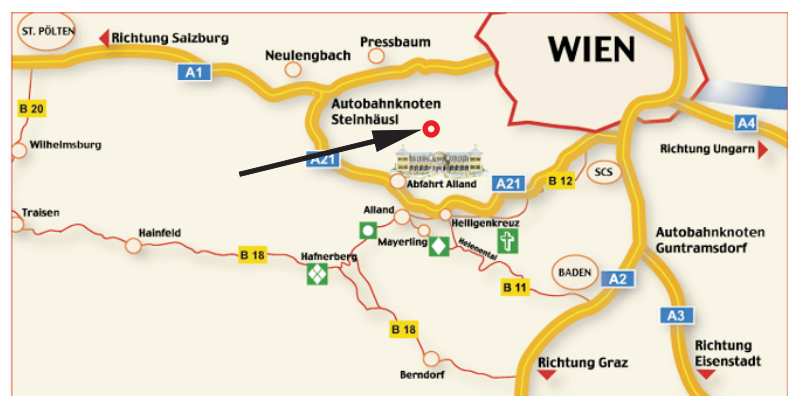 ST. PÖLTEN
Richtung Salzburg
Neulengbach
Pressbaum
WIEN
A1
B 20
Autobahnknoten
Steinhäusl
A4
Wilhelmsburg
A21
Richtung Ungarn
Abfahrt Alland
A21
B 12
SCS
Traisen
Alland
Heiligenkreuz
Hainfeld
Mayerling
Helenental
Autobahnknoten
Guntramsdorf
B 18
Hafnerberg
BADEN
A2
B 11
A3
B 18
Richtung
Eisenstadt
Richtung Graz
Berndorf